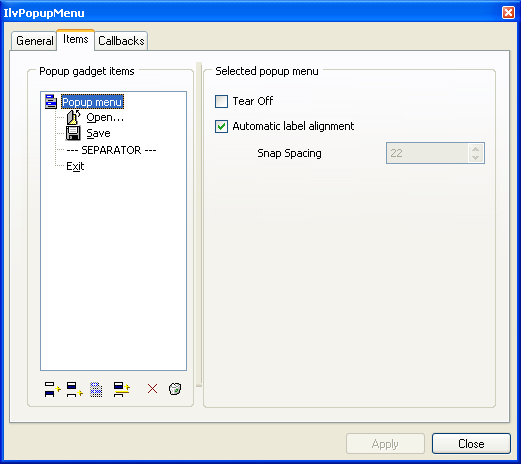 IlvPopupMenu
General Items Callbacks
Popup gadget items
Popup menu
Open...
Save
--- SEPARATOR ---
Exit
Selected popup menu
Tear Off
Automatic label alignment
Snap Spacing 22
Apply Close